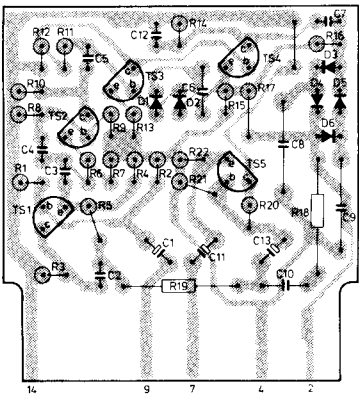 R14 C7
R12 R11 C12 R16
C5 TS3 TS4 D3
R10 D1 C6 D2 R17 D4 D5
R8 TS2 R9 R13 R15
D6
C4 C3 C8
R6 R7 R4 R2 R22
R1 R21 TS5
TS1 R5 R20 R18 C9
C1 C11 C13
R3 C2 R19 C10
14 9 7 4 2